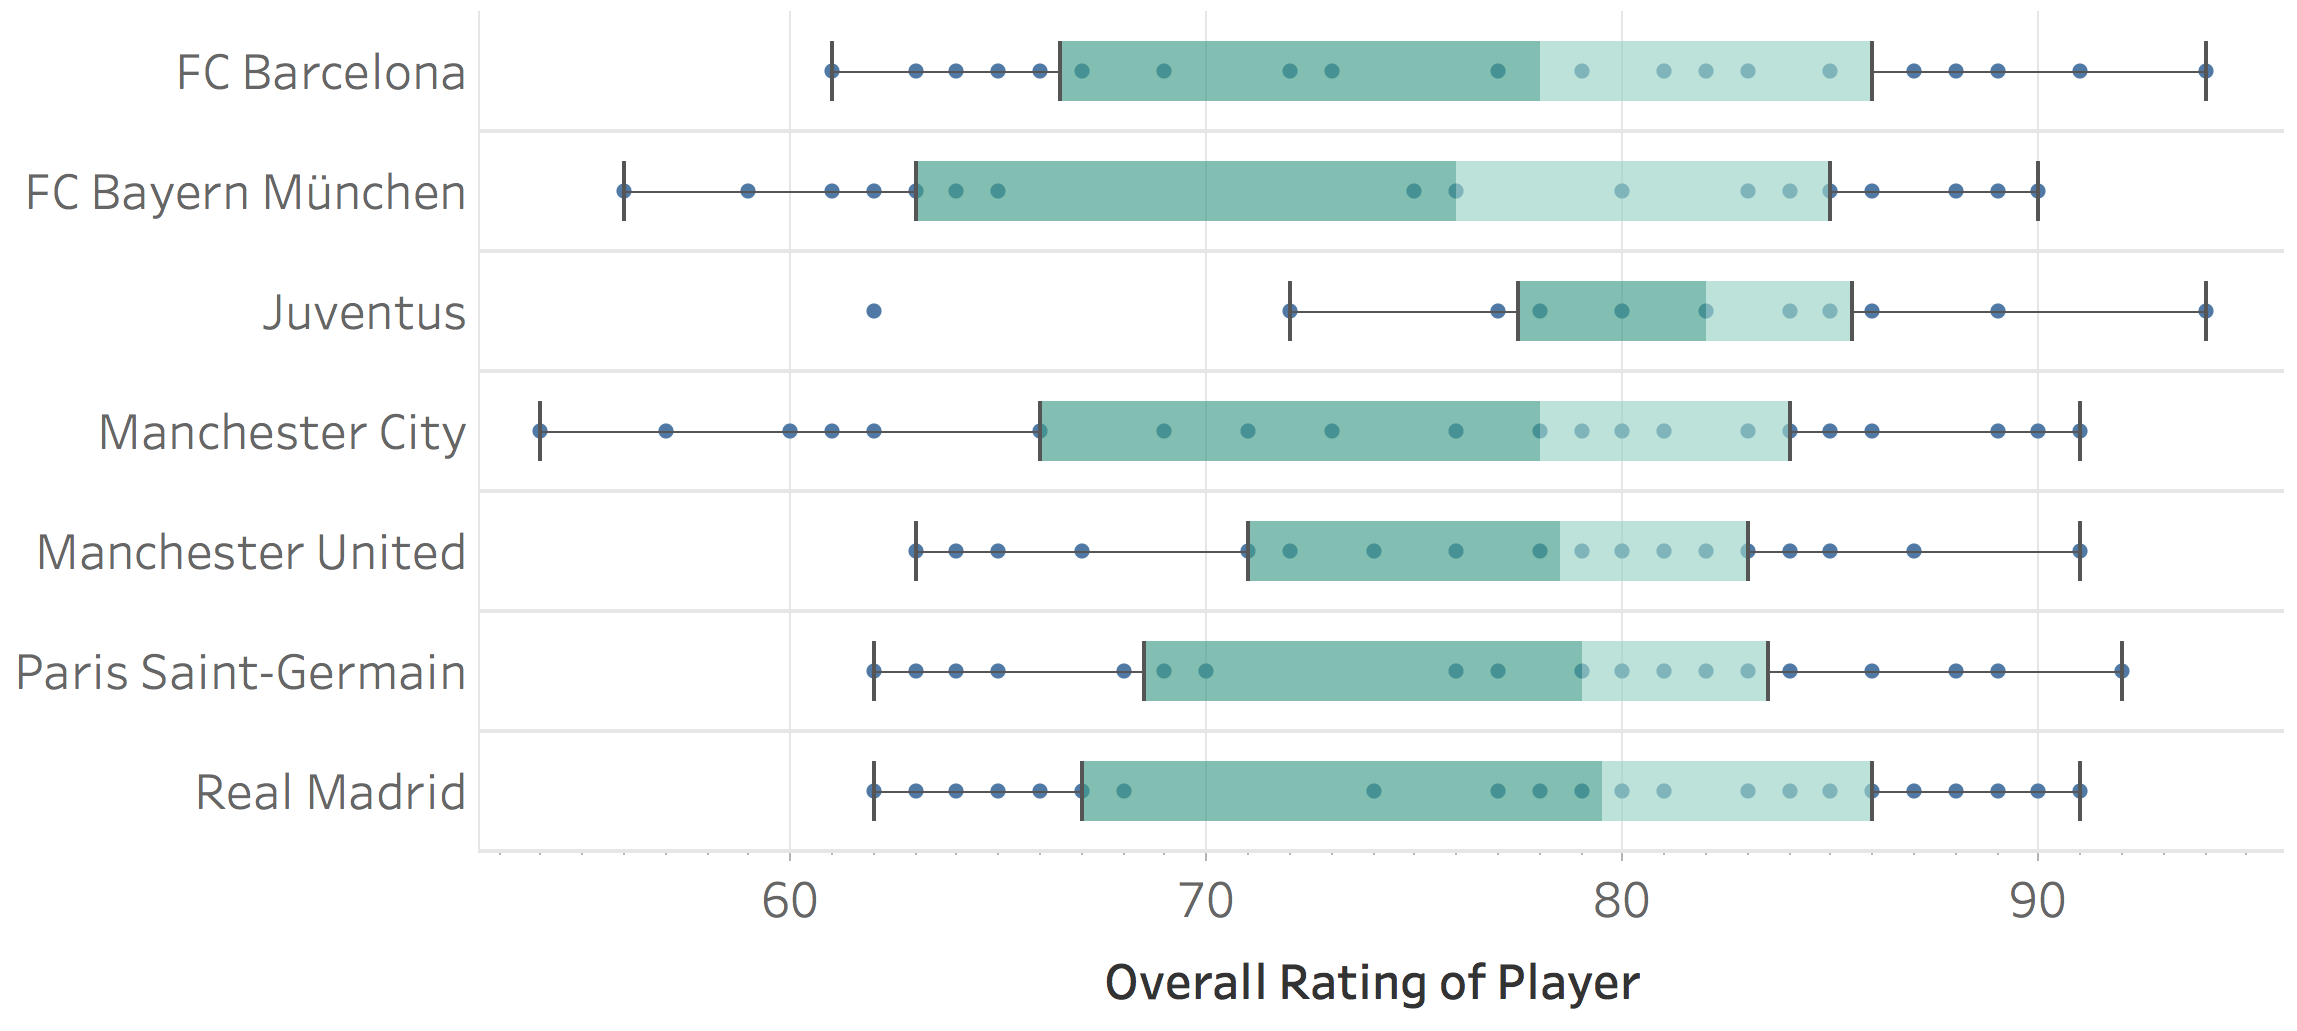 FC Barcelona
FC Bayern München
Juventus
Manchester City
Manchester United
Paris Saint-Germain
Real Madrid
60 70 80 90
Overall Rating of Player